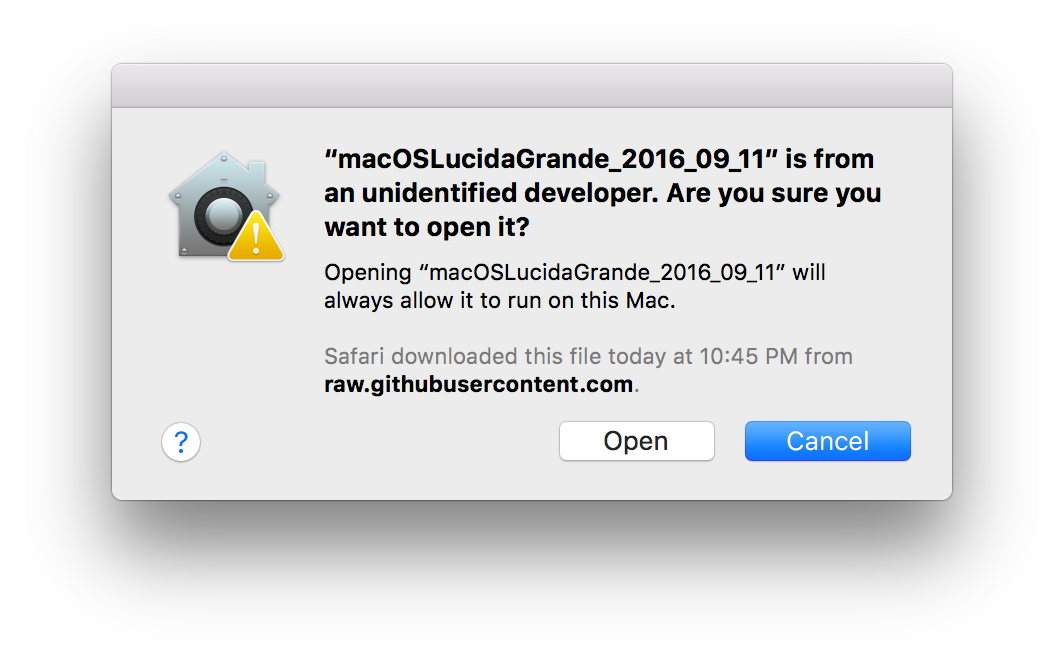 “macOSLucidaGrande_2016_09_11” is from
an unidentified developer. Are you sure you
want to open it?
Opening “macOSLucidaGrande_2016_09_11” will
always allow it to run on this Mac.
Safari downloaded this file today at 10:45 PM from
raw.githubusercontent.com.
?
Open
Cancel